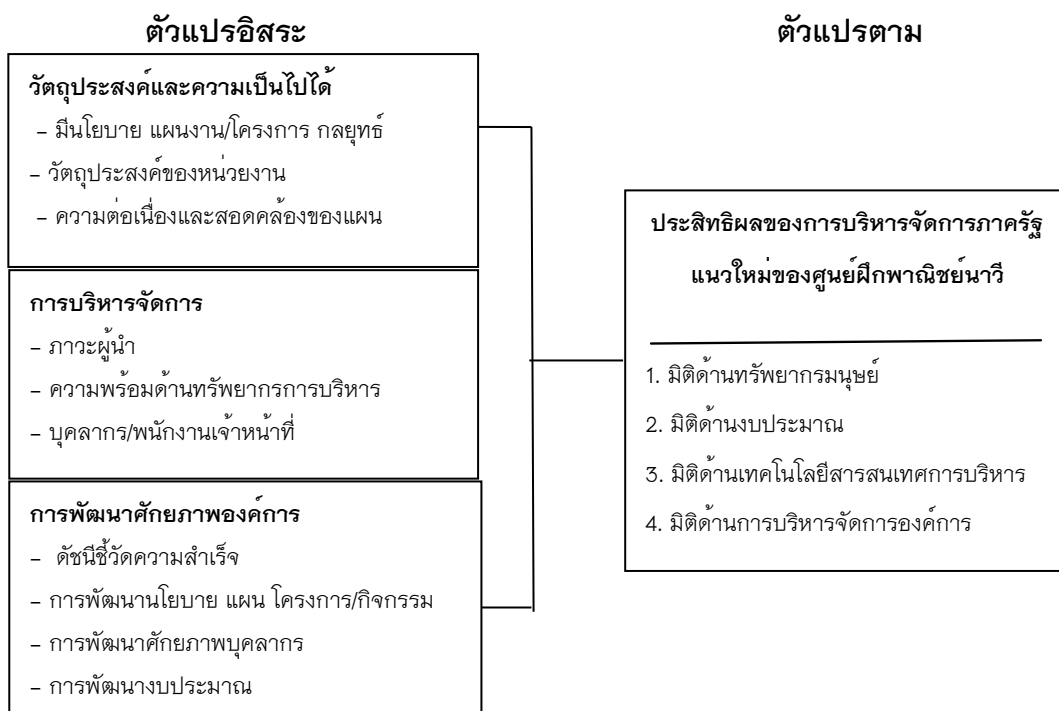 ตัวแปรอิสระ
วัตถุประสงค์และความเป็นไปได้
– มีนโยบาย แผนงาน/โครงการ กลยุทธ์
– วัตถุประสงค์ของหน่วยงาน
– ความต่อเนื่องและสอดคล้องของแผน
การบริหารจัดการ
– ภาวะผู้นำ
– ความพร้อมด้านทรัพยากรการบริหาร
– บุคลากร/พนักงานเจ้าหน้าที่
การพัฒนาศักยภาพองค์การ
– ดัชนีชี้วัดความสำเร็จ
– การพัฒนานโยบาย แผน โครงการ/กิจกรรม
– การพัฒนาศักยภาพบุคลากร
– การพัฒนางบประมาณ
ตัวแปรตาม
ประสิทธิผลของการบริหารจัดการภาครัฐ
แนวใหม่ของศูนย์ฝึกพาณิชย์นาวี
1. มิติด้านทรัพยากรมนุษย์
2. มิติด้านงบประมาณ
3. มิติด้านเทคโนโลยีสารสนเทศการบริหาร
4. มิติด้านการบริหารจัดการองค์การ